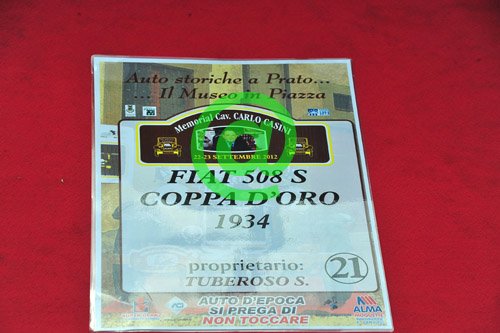 Auto storiche a Prato...
... Il Museo in Piazza
Memorial Cav. CARLO CASINI
22-23 SETTEMBRE 2012
FIAT 508 S
COPPA D'ORO
1934
proprietario:
TUBEROSO S.
21
AUTO D'EPOCA
SI PREGA DI
NON TOCCARE
ALMA